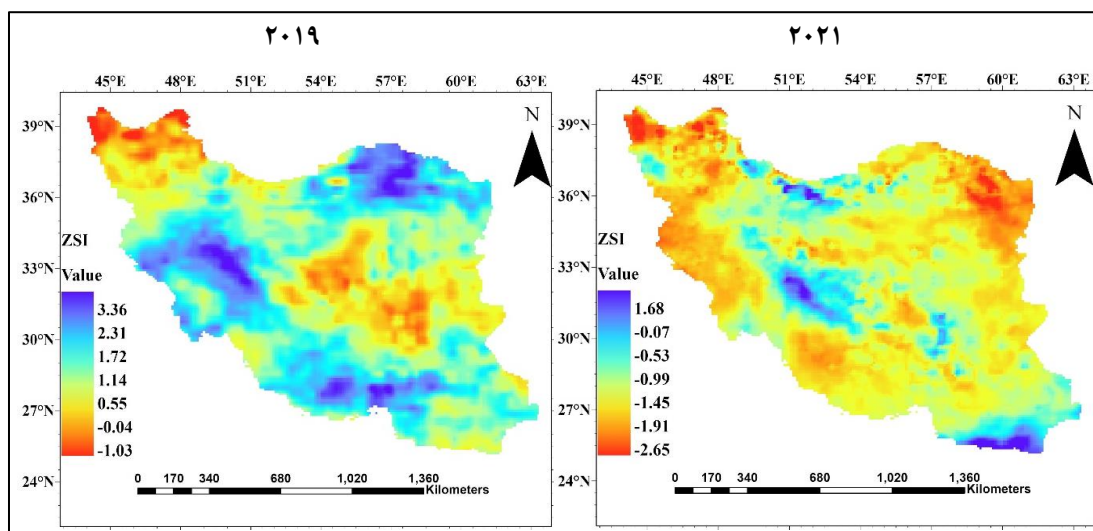 ۲۰۱۹
45°E 48°E 51°E 54°E 57°E 60°E 63°E
N
39°N
36°N
33°N
30°N
27°N
24°N
ZSI
Value
3.36
2.31
1.72
1.14
0.55
-0.04
-1.03
0 170 340 680 1,020 1,360
Kilometers
۲۰۲۱
45°E 48°E 51°E 54°E 57°E 60°E 63°E
N
39°N
36°N
33°N
30°N
27°N
24°N
ZSI
Value
1.68
-0.07
-0.53
-0.99
-1.45
-1.91
-2.65
0 170 340 680 1,020 1,360
Kilometers